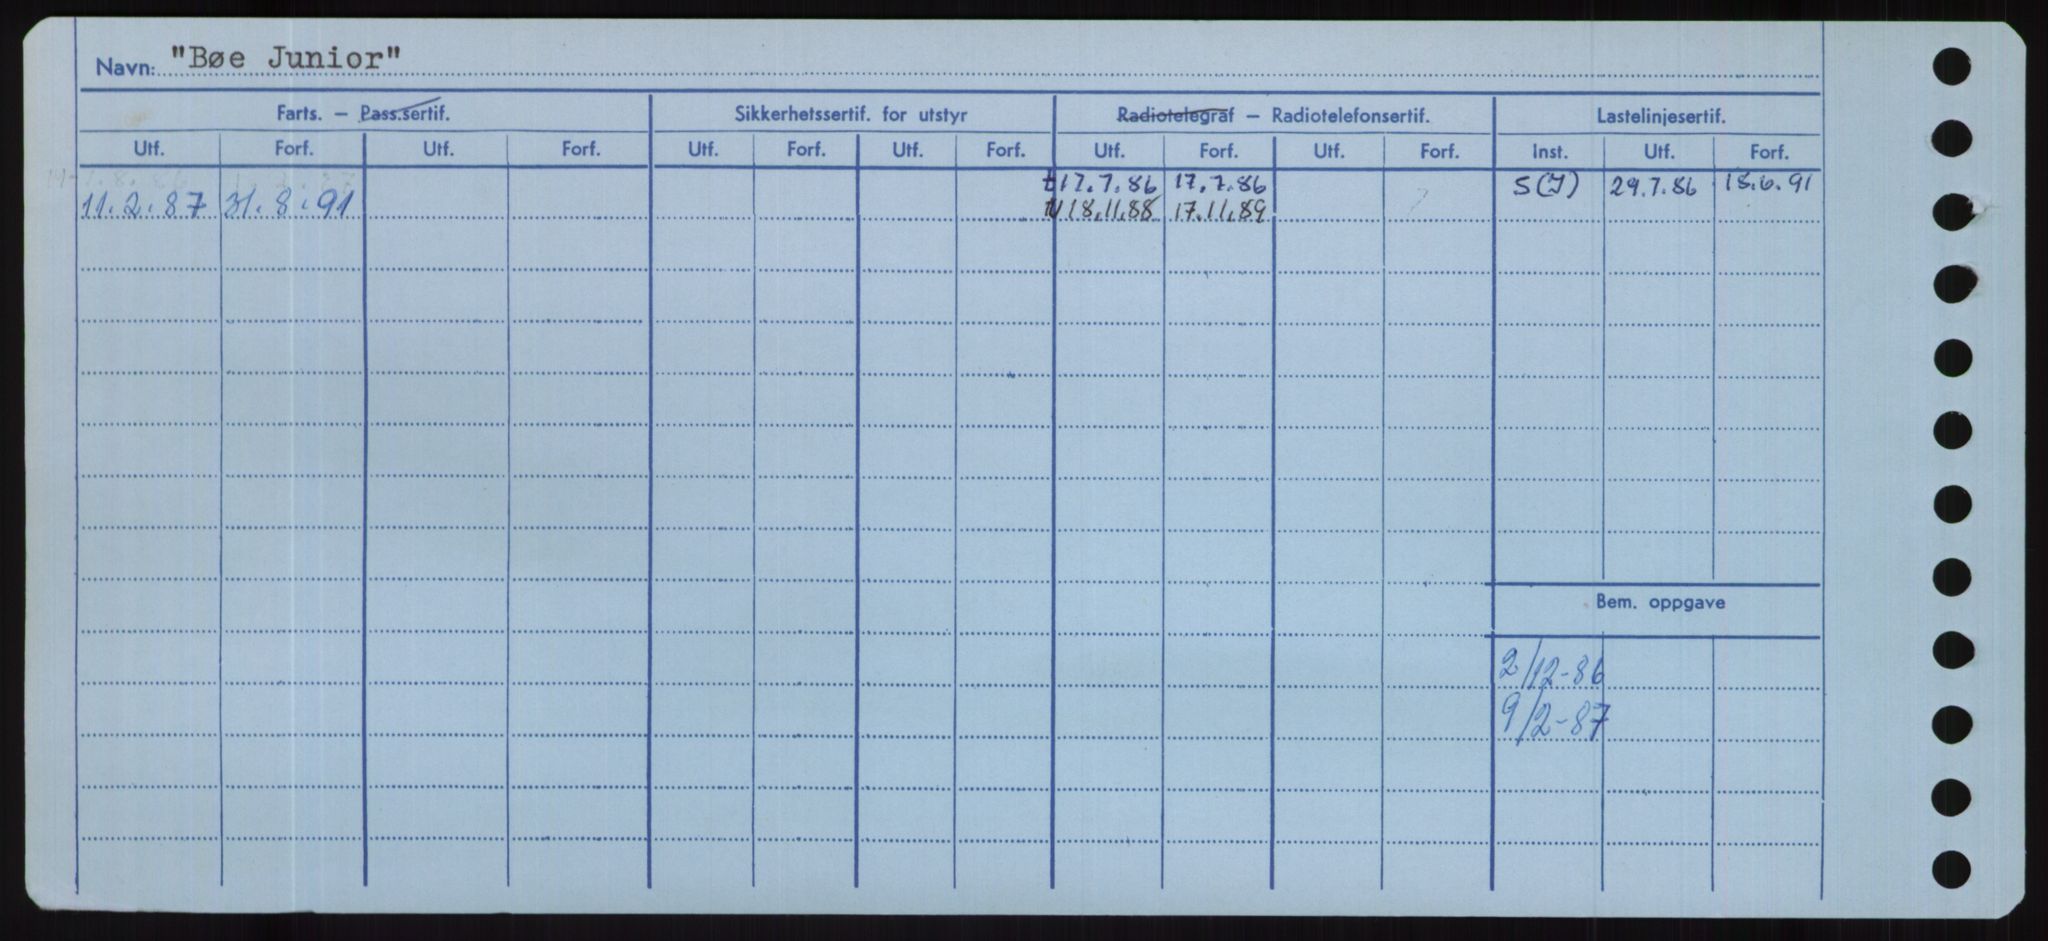 Navn: "Bøe Junior"
Farts. — Pass.sertif. Sikkerhetssertif. for utstyr Radiotelegraf — Radiotelefonsertif. Lastelinjesertif.
Utf. Forf. Utf. Forf. Utf. Forf. Utf. Forf. Utf. Forf. Utf. Forf. Inst. Utf. Forf.
17.7.86 17.7.86 S(J) 29.7.86 18.6.91
11.2.87 31.8.91 N 18.11.88 17.11.89
Bem. oppgave
2/12-86
9/2-87